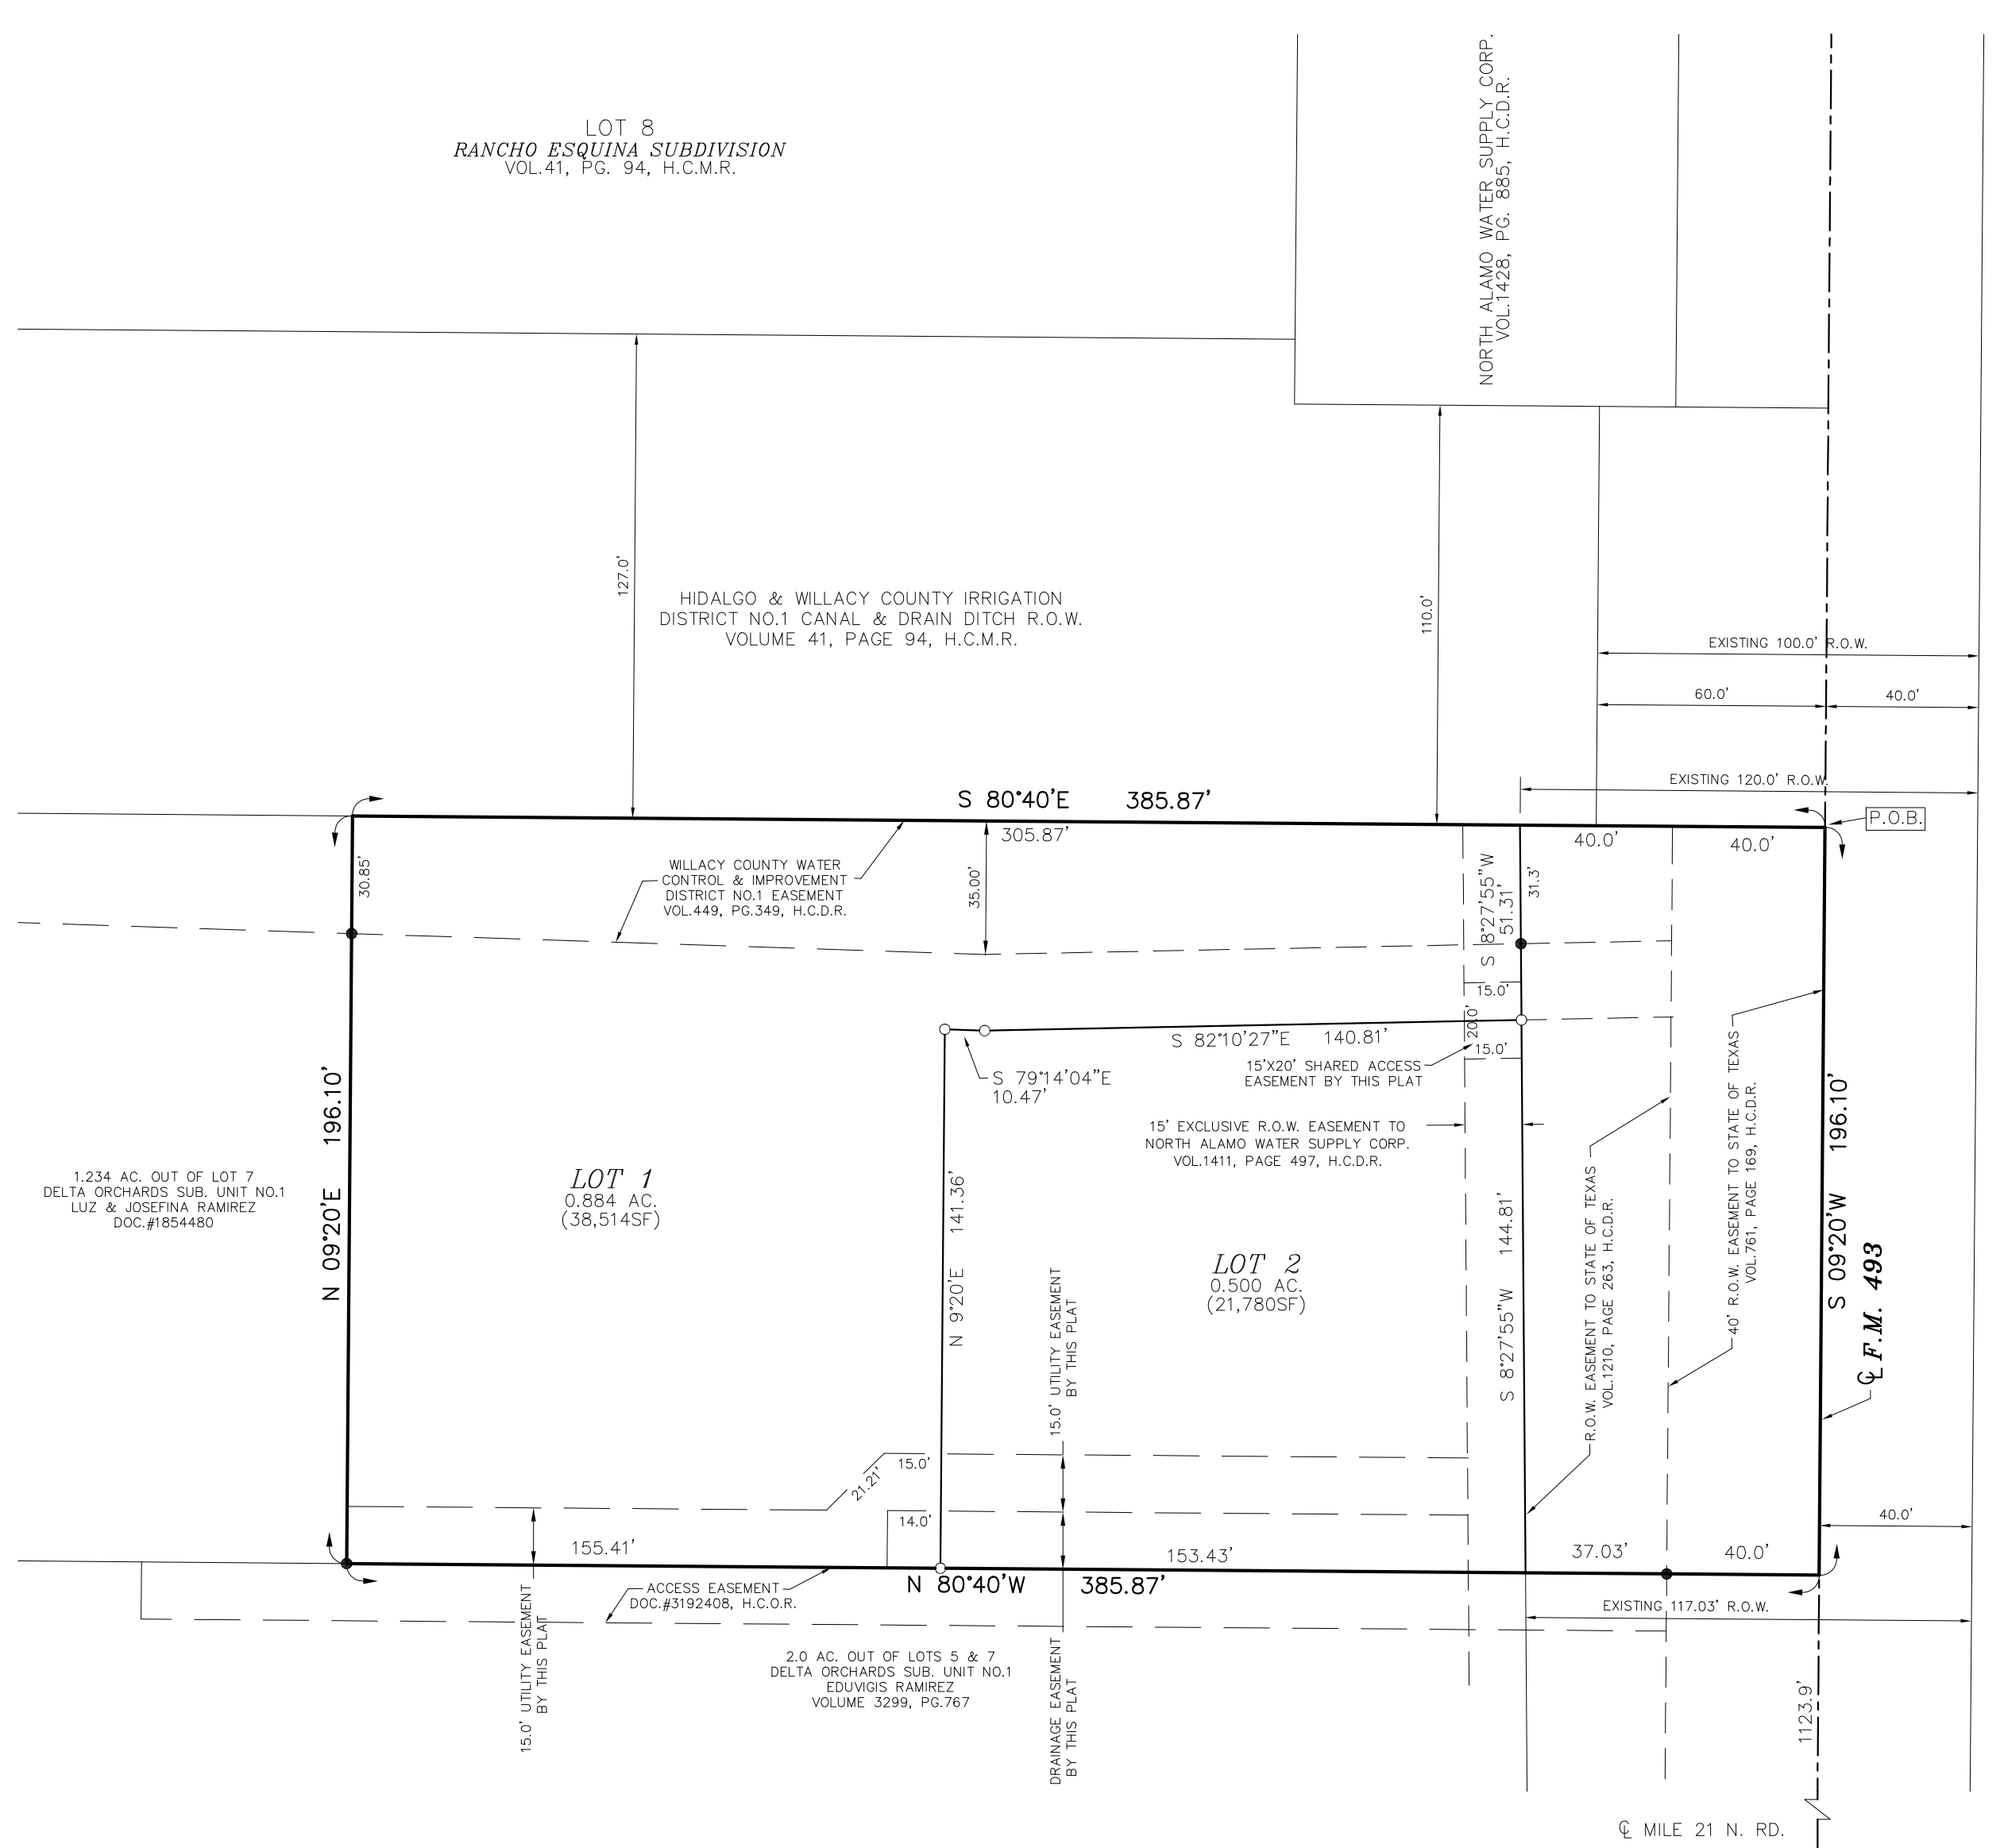 LOT 8
RANCHO ESQUINA SUBDIVISION
VOL.41, PG. 94, H.C.M.R.
NORTH ALAMO WATER SUPPLY CORP.
VOL.1428, PG. 885, H.C.D.R.
127.0'
HIDALGO & WILLACY COUNTY IRRIGATION
DISTRICT NO.1 CANAL & DRAIN DITCH R.O.W.
VOLUME 41, PAGE 94, H.C.M.R.
110.0'
EXISTING 100.0' R.O.W.
60.0'
40.0'
EXISTING 120.0' R.O.W.
S 80°40'E 385.87'
P.O.B.
305.87'
40.0'
40.0'
30.85'
WILLACY COUNTY WATER
CONTROL & IMPROVEMENT
DISTRICT NO.1 EASEMENT
VOL.449, PG.349, H.C.D.R.
35.00'
S 8°27'55"W
51.31'
31.3'
15.0'
20.0'
15.0'
S 82°10'27"E 140.81'
S 79°14'04"E
10.47'
15'X20' SHARED ACCESS
EASEMENT BY THIS PLAT
15' EXCLUSIVE R.O.W. EASEMENT TO
NORTH ALAMO WATER SUPPLY CORP.
VOL.1411, PAGE 497, H.C.D.R.
N 09°20'E 196.10'
1.234 AC. OUT OF LOT 7
DELTA ORCHARDS SUB. UNIT NO.1
LUZ & JOSEFINA RAMIREZ
DOC.#1854480
LOT 1
0.884 AC.
(38,514SF)
N 9°20'E 141.36'
LOT 2
0.500 AC.
(21,780SF)
S 8°27'55"W 144.81'
R.O.W. EASEMENT TO STATE OF TEXAS
VOL.1210, PAGE 263, H.C.D.R.
40' R.O.W. EASEMENT TO STATE OF TEXAS
VOL.761, PAGE 169, H.C.D.R.
S 09°20'W 196.10'
℄ F.M. 493
15.0' UTILITY EASEMENT
BY THIS PLAT
15.0'
21.21'
14.0'
40.0'
155.41'
153.43'
37.03'
40.0'
N 80°40'W 385.87'
ACCESS EASEMENT
DOC.#3192408, H.C.O.R.
EXISTING 117.03' R.O.W.
15.0' UTILITY EASEMENT
BY THIS PLAT
2.0 AC. OUT OF LOTS 5 & 7
DELTA ORCHARDS SUB. UNIT NO.1
EDUVIGIS RAMIREZ
VOLUME 3299, PG.767
DRAINAGE EASEMENT
BY THIS PLAT
1123.9'
℄ MILE 21 N. RD.